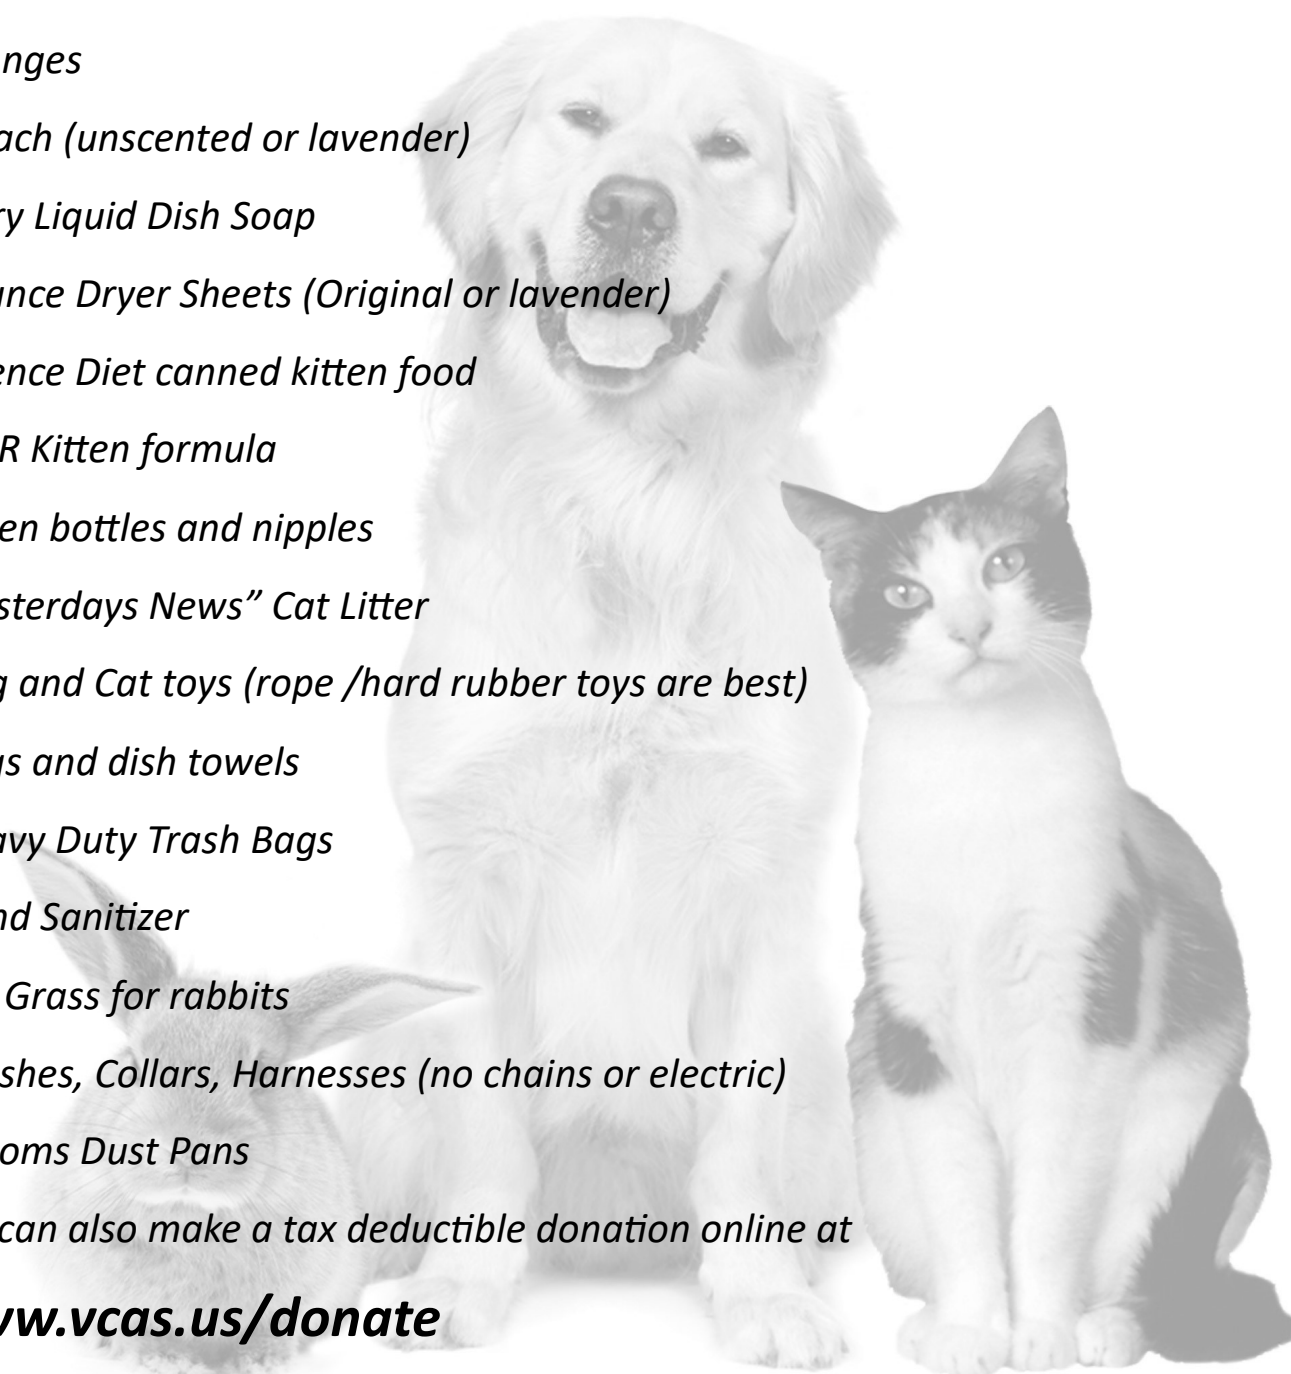 nges
ach (unscented or lavender)
ry Liquid Dish Soap
ance Dryer Sheets (Original or lavender)
ence Diet canned kitten food
R Kitten formula
en bottles and nipples
sterdays News” Cat Litter
g and Cat toys (rope /hard rubber toys are best)
gs and dish towels
avy Duty Trash Bags
nd Sanitizer
Grass for rabbits
shes, Collars, Harnesses (no chains or electric)
oms Dust Pans
can also make a tax deductible donation online at
ww.vcas.us/donate